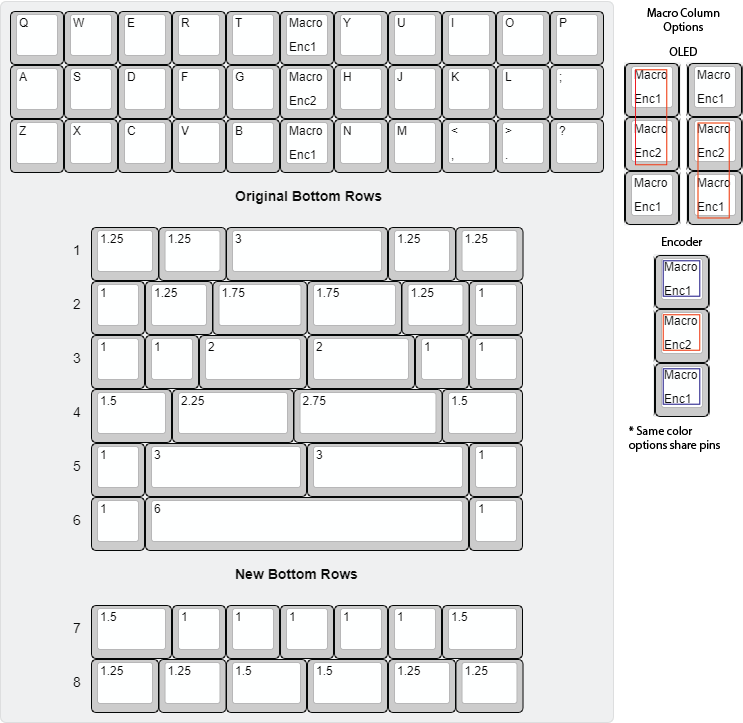 Q W E R T Macro Y U I O P
Enc1
A S D F G Macro H J K L ;
Enc2
Z X C V B Macro N M < > ?
Enc1 , .
Original Bottom Rows
1 1.25 1.25 3 1.25 1.25
2 1 1.25 1.75 1.75 1.25 1
3 1 1 2 2 1 1
4 1.5 2.25 2.75 1.5
5 1 3 3 1
6 1 6 1
New Bottom Rows
7 1.5 1 1 1 1 1 1.5
8 1.25 1.25 1.5 1.5 1.25 1.25
Macro Column
Options
OLED
Macro Macro
Enc1 Enc1
Macro Macro
Enc2 Enc2
Macro Macro
Enc1 Enc1
Encoder
Macro
Enc1
Macro
Enc2
Macro
Enc1
* Same color
options share pins